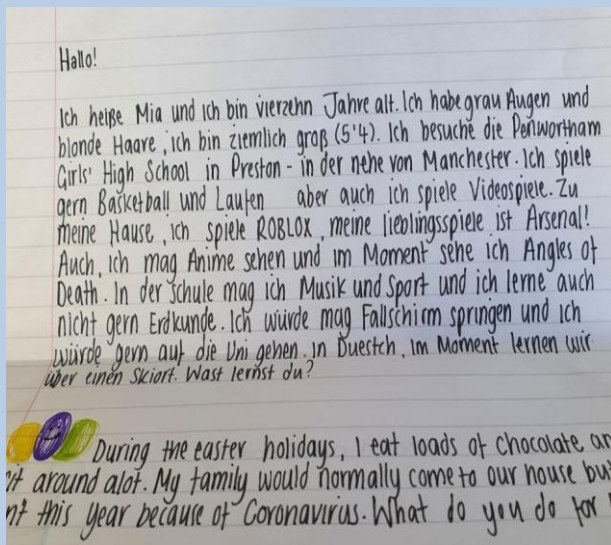 Hallo!
Ich heiße Mia und ich bin vierzehn Jahre alt. Ich habe grau Augen und
blonde Haare, ich bin ziemlich groß (5'4). Ich besuche die Penwortham
Girls' High School in Preston - in der nehe von Manchester. Ich spiele
gern Basketball und Laufen aber auch ich spiele Videospiele. Zu
meine Hause, ich spiele ROBLOX, meine lieblingsspiele ist Arsenal!
Auch, ich mag Anime sehen und im Moment sehe ich Angles of
Death. In der schule mag ich Musik und Sport und ich lerne auch
nicht gern Erdkunde. Ich würde mag Fallschirm springen und ich
würde gern auf die Uni gehen. In Duestch, im Moment lernen wir
über einen Skiort. Wast lernst du?
During the easter holidays, I eat loads of chocolate
around alot. My family would normally come to our house
this year because of Coronavirus. What do you do for